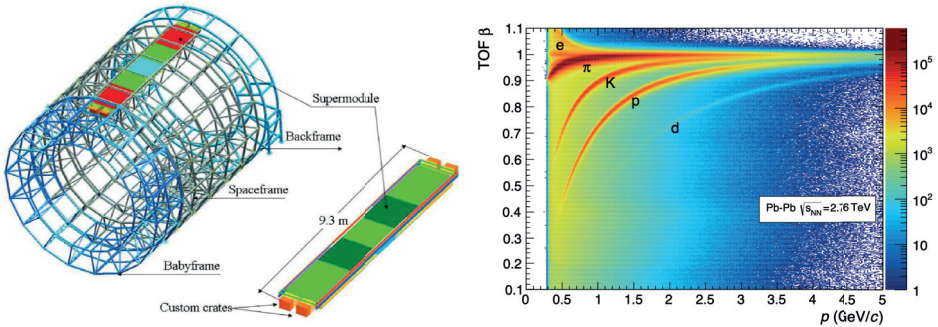 Supermodule
Backframe
Spaceframe
9.3 m
Babyframe
Custom crates
TOF β
1.1
1
0.9
0.8
0.7
0.6
0.5
0.4
0.3
0.2
0.1
e
π
K
p
d
Pb-Pb √sNN=2.76 TeV
0 0.5 1 1.5 2 2.5 3 3.5 4 4.5 5
p (GeV/c)
10⁵
10⁴
10³
10²
10
1